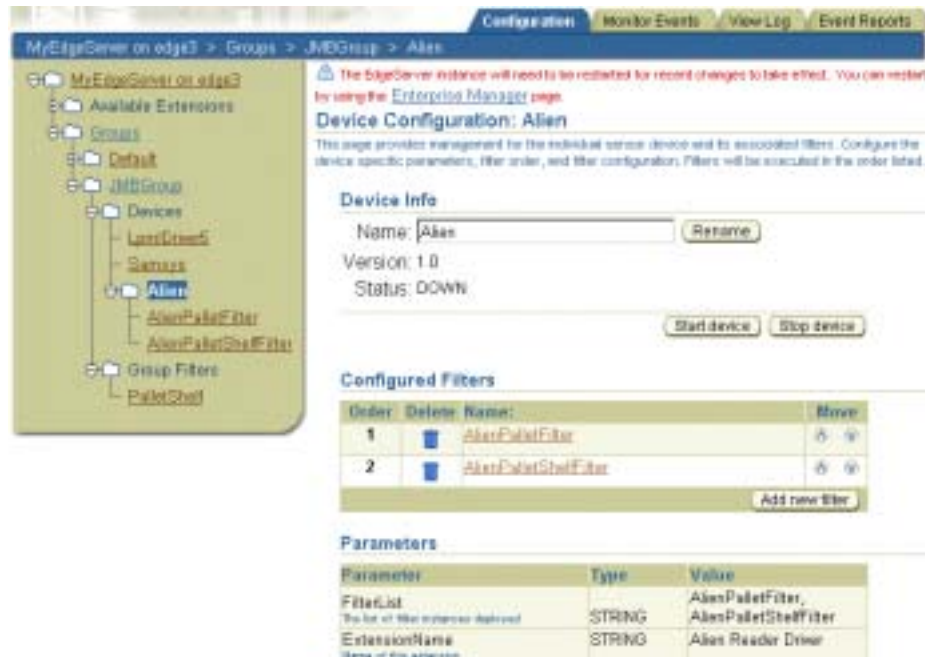 Configuration Monitor Events View Log Event Reports
MyEdgeServer on edge3 > Groups > JMBGroup > Alien
MyEdgeServer on edge3
Available Extensions
Groups
Default
JMBGroup
Devices
Samsys
Alien
AlienPalletFilter
AlienPalletShelfFilter
Group Filters
PalletShelf
The EdgeServer instance will need to be restarted for recent changes to take effect. You can restart
by using the Enterprise Manager page.
Device Configuration: Alien
This page provides management for the individual sensor device and its associated filters. Configure the
device specific parameters, filter order, and filter configuration. Filters will be executed in the order listed.
Device Info
Name: Alien Rename
Version: 1.0
Status: DOWN
Start device Stop device
Configured Filters
Order Delete Name: Move
1 AlienPalletFilter
2 AlienPalletShelfFilter
Add new filter
Parameters
Parameter Type Value
FilterList
The list of filter instances deployed
STRING
AlienPalletFilter,
AlienPalletShelfFilter
ExtensionName STRING Alien Reader Driver
Name of this extension